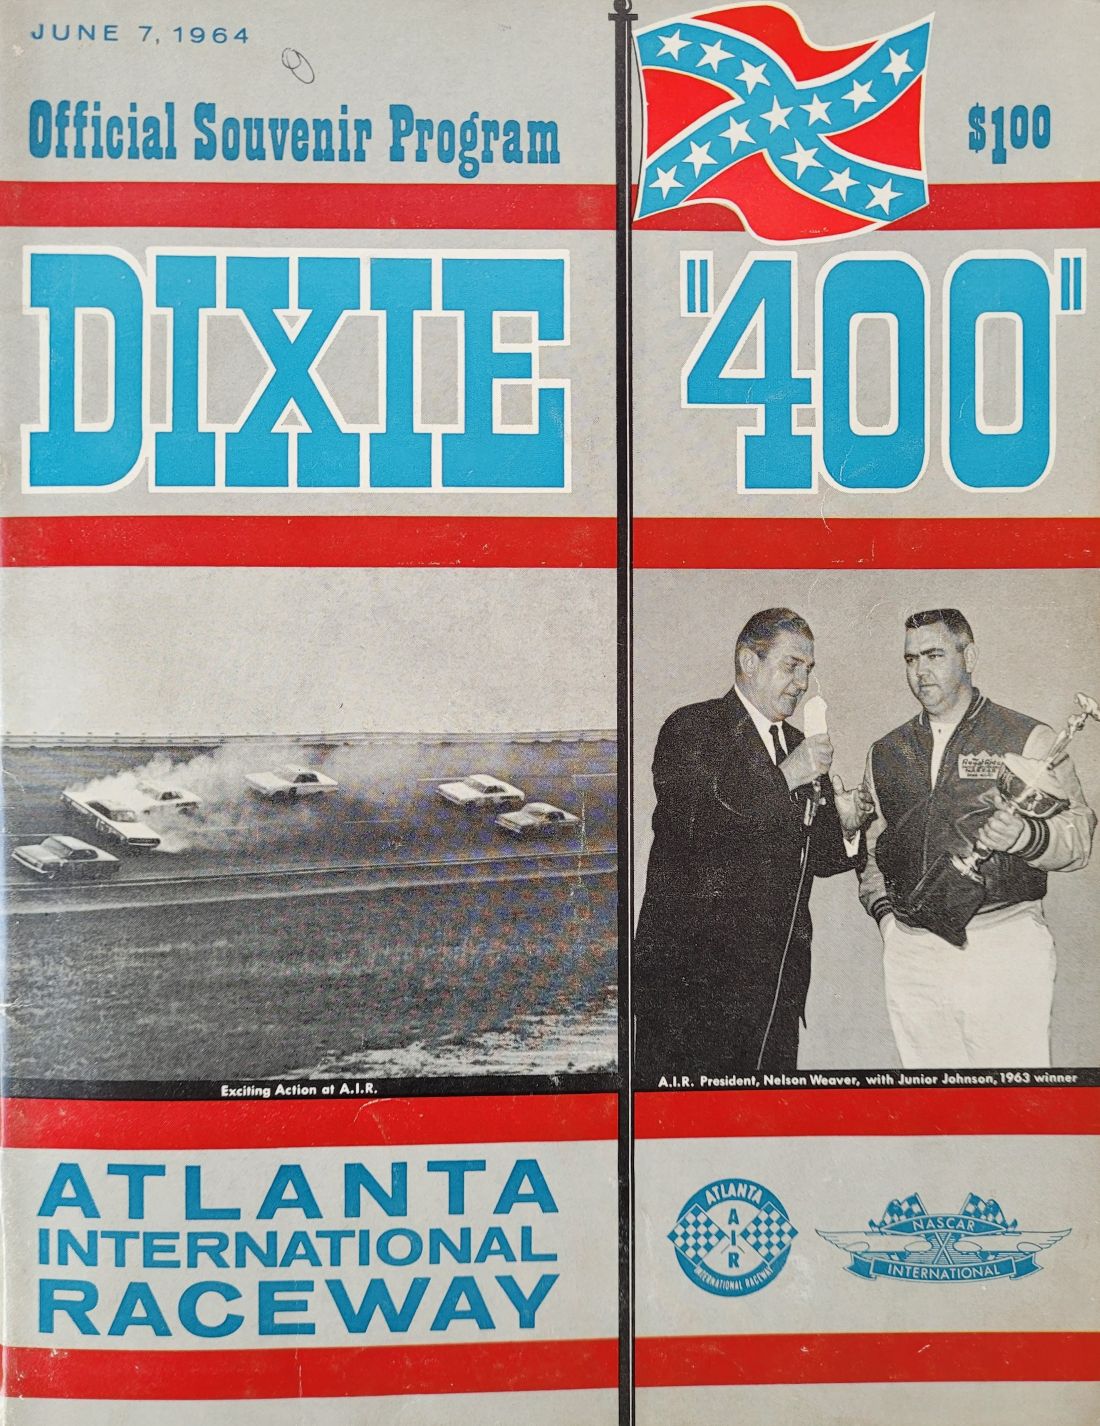 JUNE 7, 1964
Official Souvenir Program
$1.00
DIXIE "400"
Exciting Action at A.I.R.
A.I.R. President, Nelson Weaver, with Junior Johnson, 1963 winner
ATLANTA
INTERNATIONAL
RACEWAY
ATLANTA
AIR
INTERNATIONAL RACEWAY
NASCAR
INTERNATIONAL